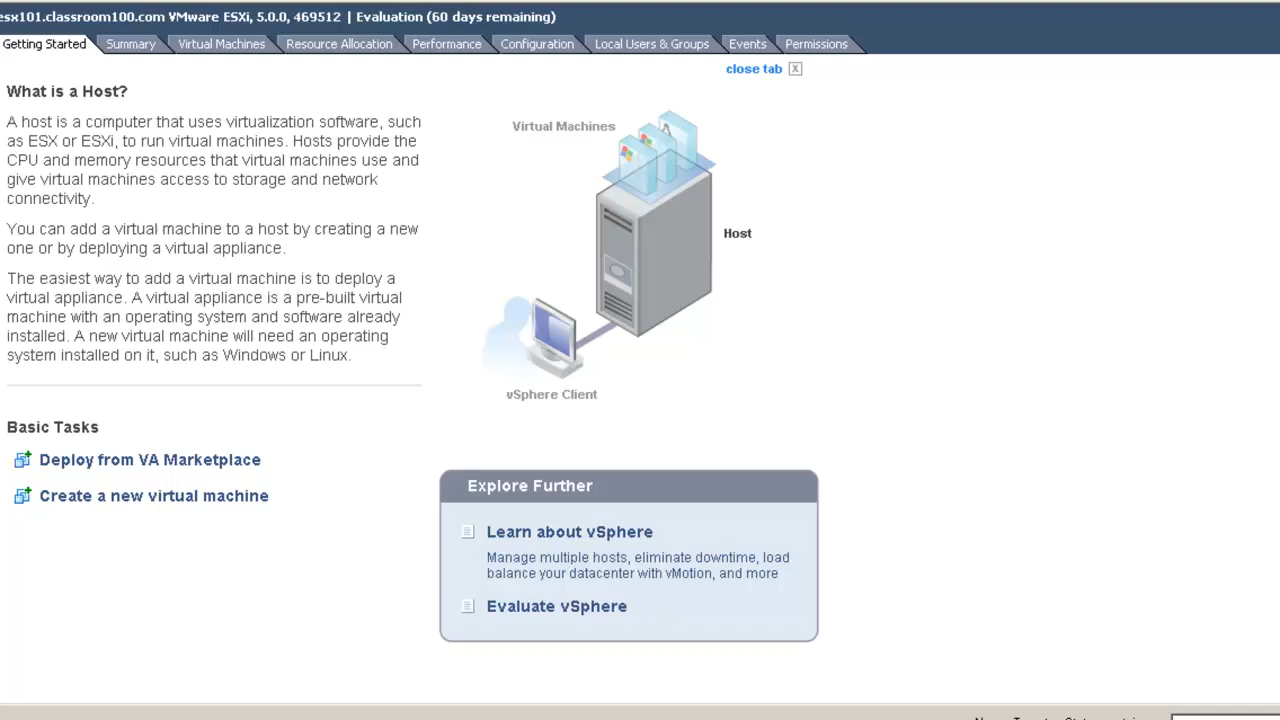 esx101.classroom100.com VMware ESXi, 5.0.0, 469512 | Evaluation (60 days remaining)
Getting Started Summary Virtual Machines Resource Allocation Performance Configuration Local Users & Groups Events Permissions
close tab X
What is a Host?
A host is a computer that uses virtualization software, such
as ESX or ESXi, to run virtual machines. Hosts provide the
CPU and memory resources that virtual machines use and
give virtual machines access to storage and network
connectivity.
You can add a virtual machine to a host by creating a new
one or by deploying a virtual appliance.
The easiest way to add a virtual machine is to deploy a
virtual appliance. A virtual appliance is a pre-built virtual
machine with an operating system and software already
installed. A new virtual machine will need an operating
system installed on it, such as Windows or Linux.
Virtual Machines
Host
vSphere Client
Basic Tasks
Deploy from VA Marketplace
Create a new virtual machine
Explore Further
Learn about vSphere
Manage multiple hosts, eliminate downtime, load
balance your datacenter with vMotion, and more
Evaluate vSphere